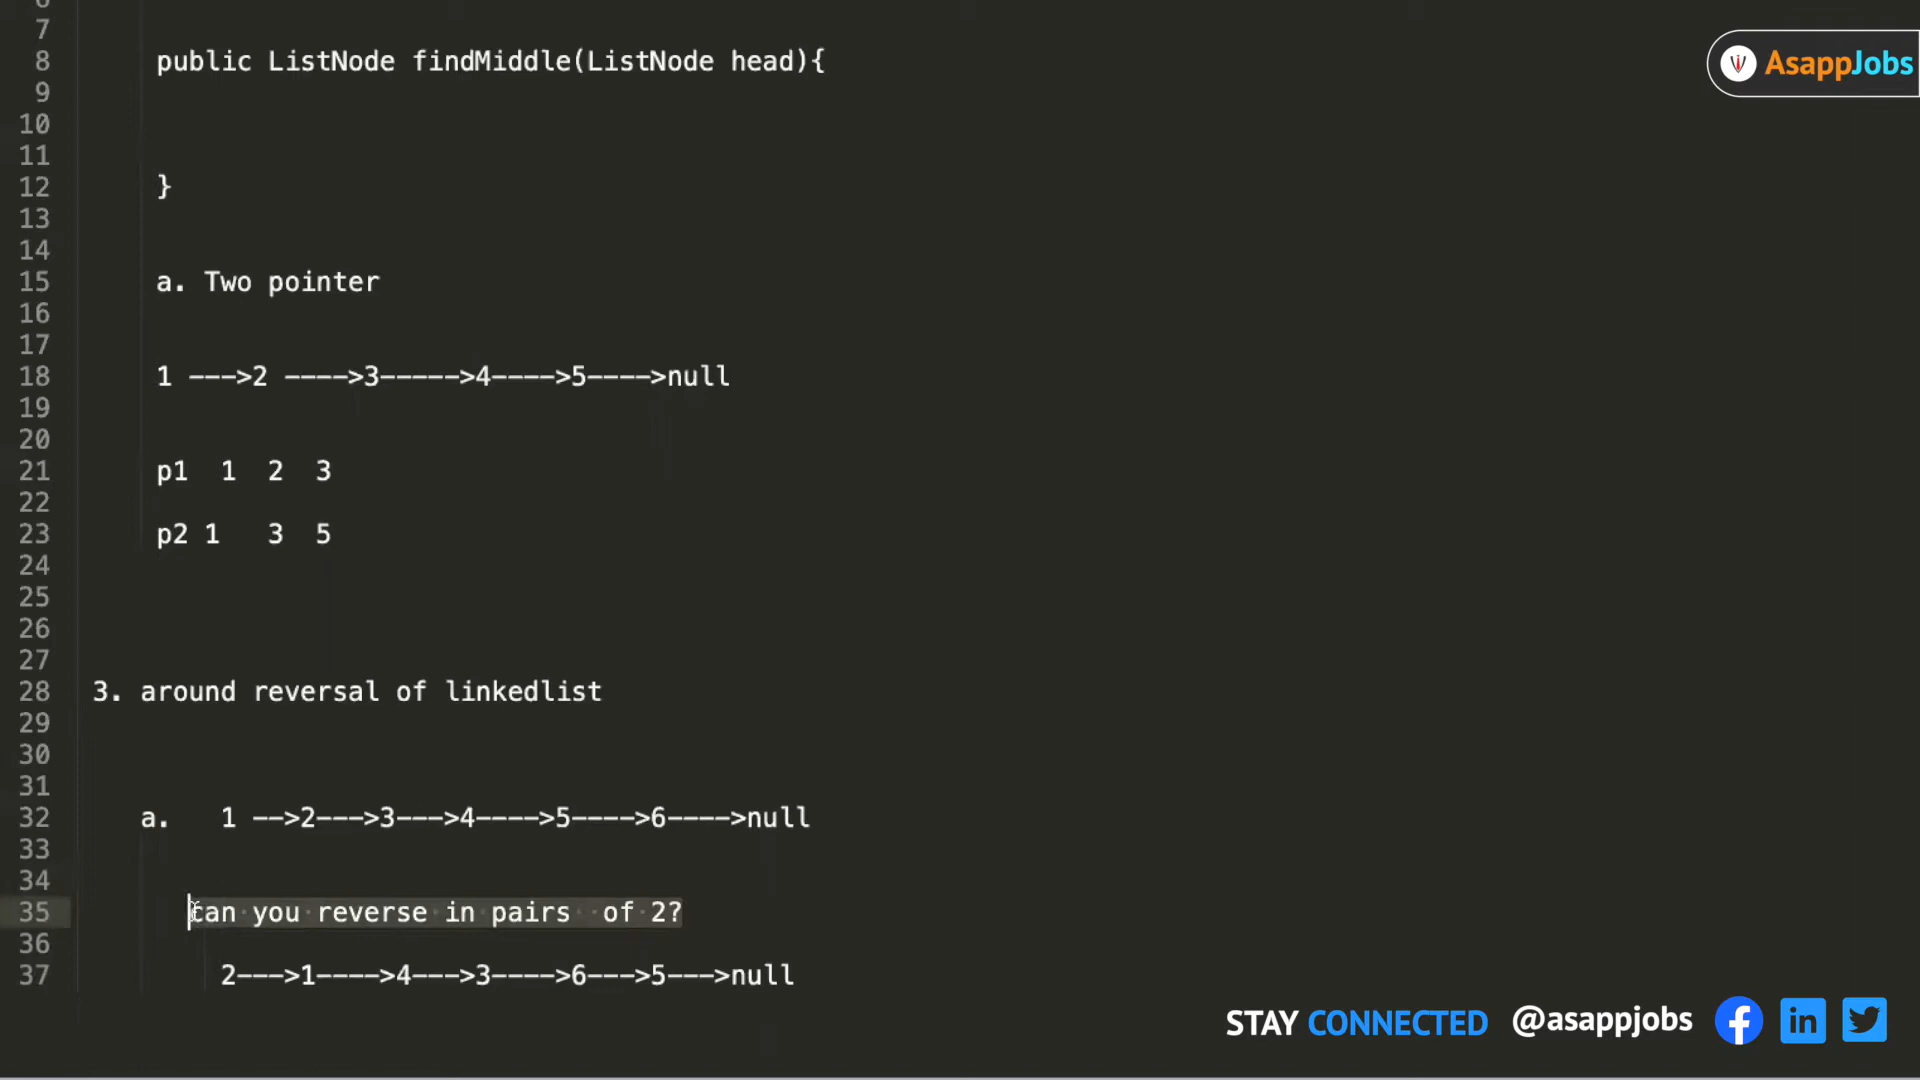 6
7
8 public ListNode findMiddle(ListNode head){
AsappJobs
9
10
11
12 }
13
14
15 a. Two pointer
16
17
18 1 --->2 ---->3----->4---->5---->null
19
20
21 p1 1 2 3
22
23 p2 1 3 5
24
25
26
27
28 3. around reversal of linkedlist
29
30
31
32 a. 1 -->2--->3--->4---->5---->6---->null
33
34
35 can you reverse in pairs of 2?
36
37 2--->1---->4--->3---->6--->5--->null
STAY CONNECTED @asappjobs